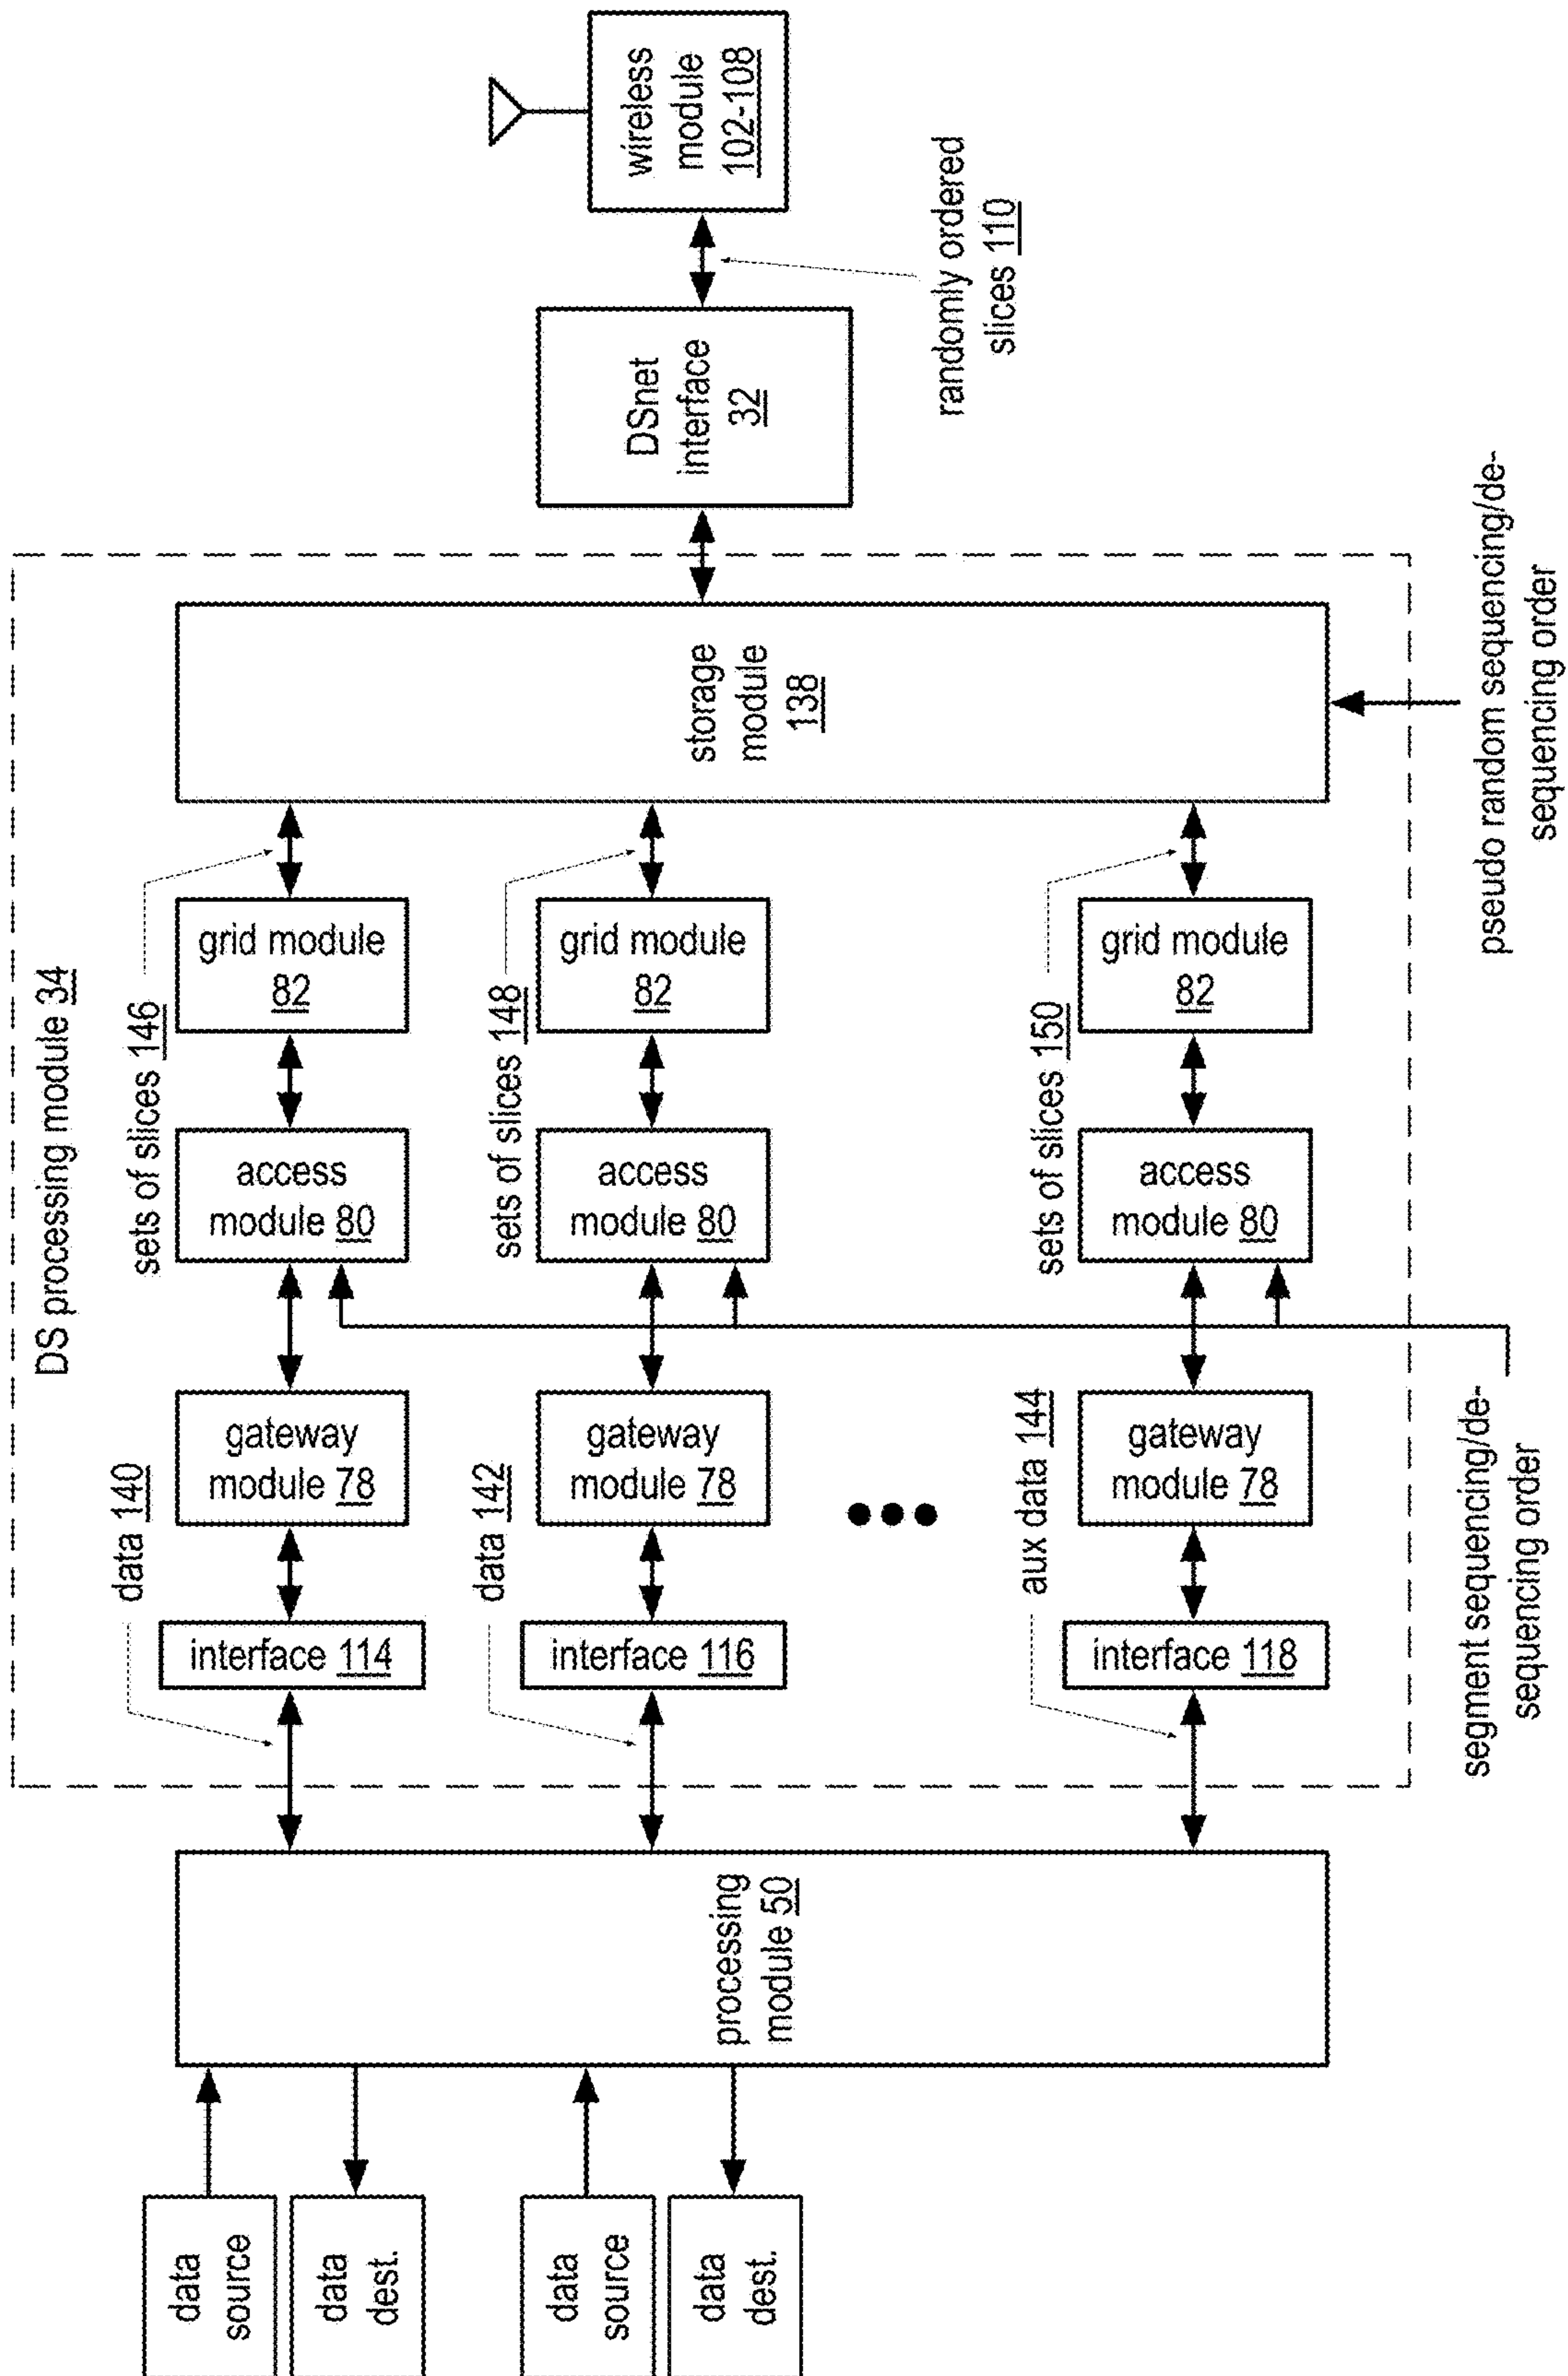 data
source
data
dest.
data
source
data
dest.
processing
module 50
DS processing module 34
data 140
interface 114
gateway
module 78
access
module 80
sets of slices 146
grid module
82
data 142
interface 116
gateway
module 78
access
module 80
sets of slices 148
grid module
82
aux data 144
interface 118
gateway
module 78
access
module 80
sets of slices 150
grid module
82
storage
module
138
segment sequencing/de-
sequencing order
pseudo random sequencing/de-
sequencing order
DSnet
interface
32
randomly ordered
slices 110
wireless
module
102-108